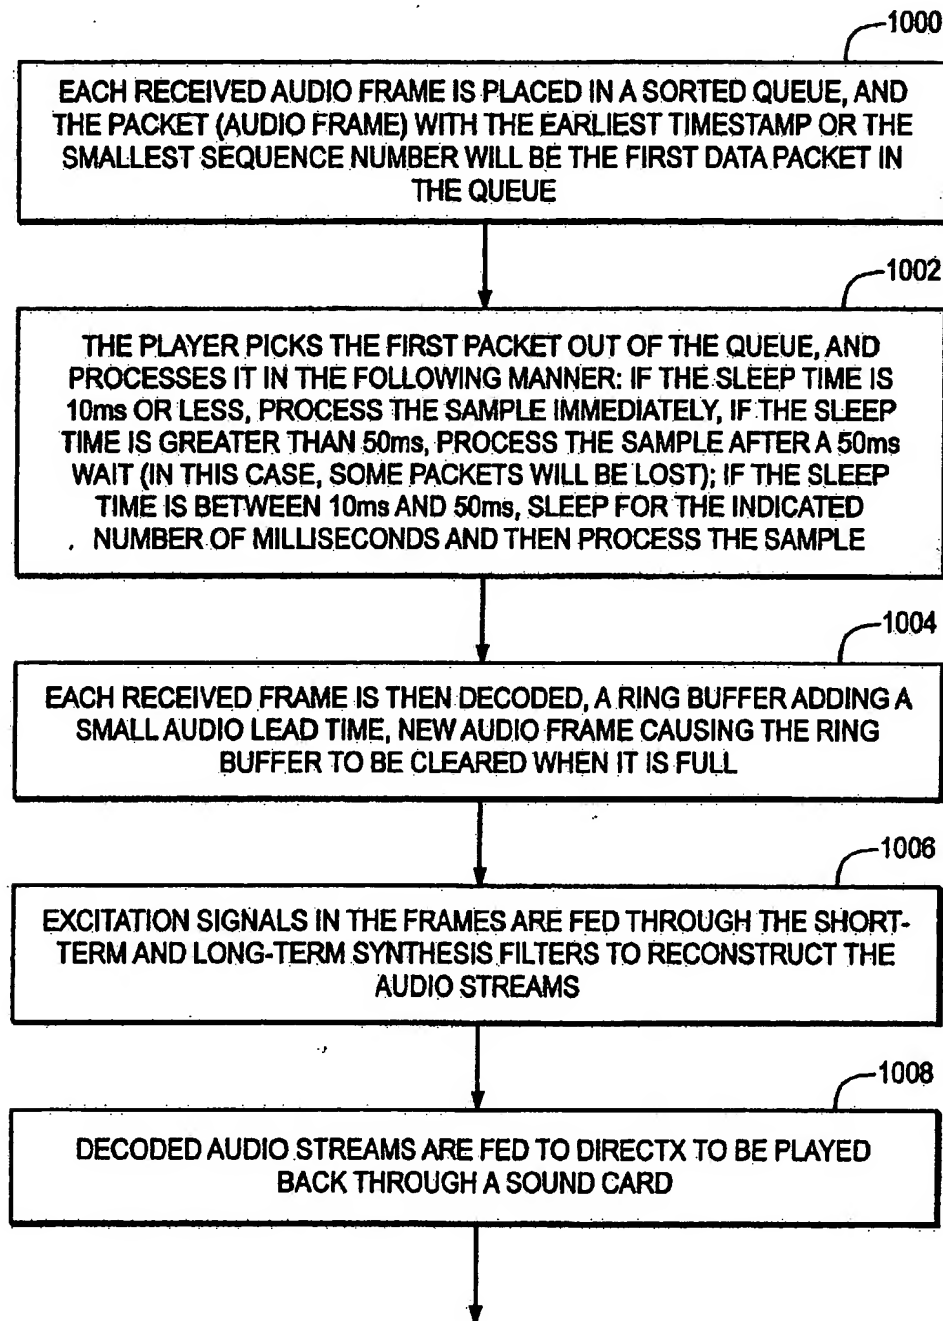 1000
EACH RECEIVED AUDIO FRAME IS PLACED IN A SORTED QUEUE, AND
THE PACKET (AUDIO FRAME) WITH THE EARLIEST TIMESTAMP OR THE
SMALLEST SEQUENCE NUMBER WILL BE THE FIRST DATA PACKET IN
THE QUEUE
1002
THE PLAYER PICKS THE FIRST PACKET OUT OF THE QUEUE, AND
PROCESSES IT IN THE FOLLOWING MANNER: IF THE SLEEP TIME IS
10ms OR LESS, PROCESS THE SAMPLE IMMEDIATELY, IF THE SLEEP
TIME IS GREATER THAN 50ms, PROCESS THE SAMPLE AFTER A 50ms
WAIT (IN THIS CASE, SOME PACKETS WILL BE LOST); IF THE SLEEP
TIME IS BETWEEN 10ms AND 50ms, SLEEP FOR THE INDICATED
NUMBER OF MILLISECONDS AND THEN PROCESS THE SAMPLE
1004
EACH RECEIVED FRAME IS THEN DECODED, A RING BUFFER ADDING A
SMALL AUDIO LEAD TIME, NEW AUDIO FRAME CAUSING THE RING
BUFFER TO BE CLEARED WHEN IT IS FULL
1006
EXCITATION SIGNALS IN THE FRAMES ARE FED THROUGH THE SHORT-
TERM AND LONG-TERM SYNTHESIS FILTERS TO RECONSTRUCT THE
AUDIO STREAMS
1008
DECODED AUDIO STREAMS ARE FED TO DIRECTX TO BE PLAYED
BACK THROUGH A SOUND CARD